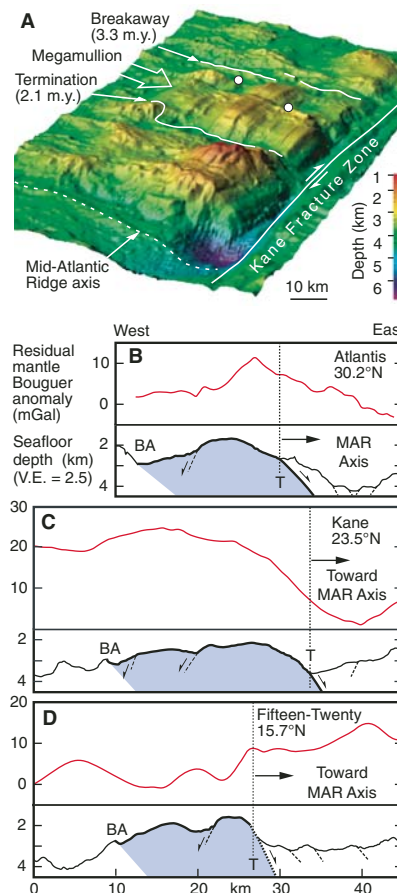 A
Breakaway
(3.3 m.y.)
Megamullion
Termination
(2.1 m.y.)
Kane Fracture Zone
Mid-Atlantic
Ridge axis
10 km
Depth (km)
1
2
3
4
5
6
West
East
Residual
mantle
Bouguer
anomaly
(mGal)
10
0
B
Atlantis
30.2°N
Seafloor
depth (km)
(V.E. = 2.5)
2
4
BA
T
MAR
Axis
30
20
10
0
C
Kane
23.5°N
Toward
MAR Axis
2
4
BA
T
20
10
0
D
Fifteen-Twenty
15.7°N
Toward
MAR Axis
2
4
BA
T
0 10 20 km 30 40